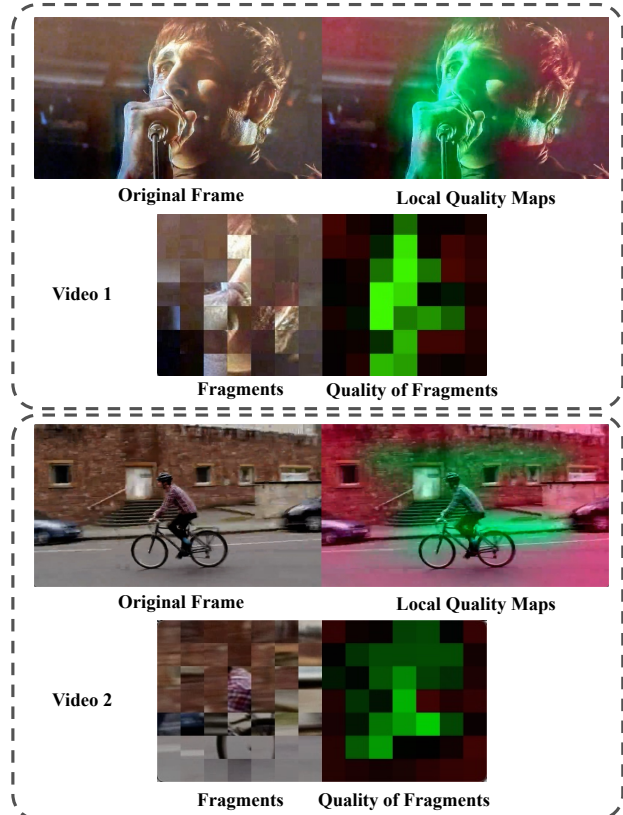 Original Frame
Local Quality Maps
Video 1
Fragments
Quality of Fragments
Original Frame
Local Quality Maps
Video 2
Fragments
Quality of Fragments